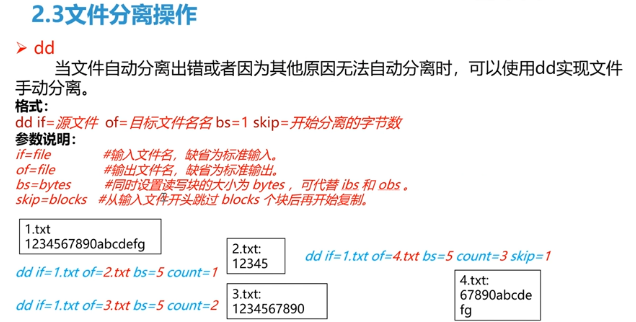 2.3文件分离操作
➢ dd
当文件自动分离出错或者因为其他原因无法自动分离时，可以使用dd实现文件
手动分离。
格式：
dd if=源文件 of=目标文件名名 bs=1 skip=开始分离的字节数
参数说明：
if=file #输入文件名，缺省为标准输入。
of=file #输出文件名，缺省为标准输出。
bs=bytes #同时设置读写块的大小为 bytes ，可代替 ibs 和 obs 。
skip=blocks #从输入文件开头跳过 blocks 个块后再开始复制。
1.txt
1234567890abcdefg
dd if=1.txt of=2.txt bs=5 count=1
2.txt:
12345
dd if=1.txt of=4.txt bs=5 count=3 skip=1
dd if=1.txt of=3.txt bs=5 count=2
3.txt:
1234567890
4.txt:
67890abcde
fg